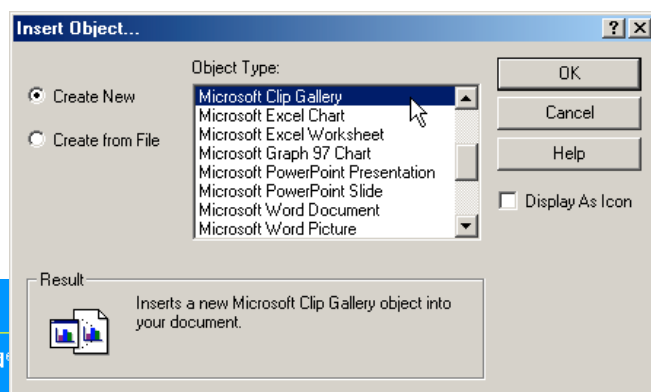 Insert Object...
Object Type:
Create New
Create from File
Microsoft Clip Gallery
Microsoft Excel Chart
Microsoft Excel Worksheet
Microsoft Graph 97 Chart
Microsoft PowerPoint Presentation
Microsoft PowerPoint Slide
Microsoft Word Document
Microsoft Word Picture
OK
Cancel
Help
Display As Icon
Result
Inserts a new Microsoft Clip Gallery object into
your document.